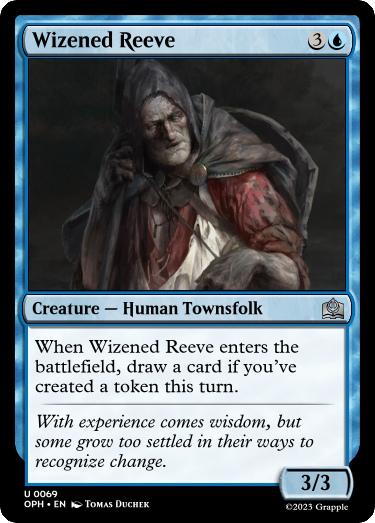 Wizened Reeve 3
Creature — Human Townsfolk
When Wizened Reeve enters the
battlefield, draw a card if you've
created a token this turn.
With experience comes wisdom, but
some grow too settled in their ways to
recognize change.
3/3
U 0069
OPH • EN Tomas Duchek
©2023 Grapple